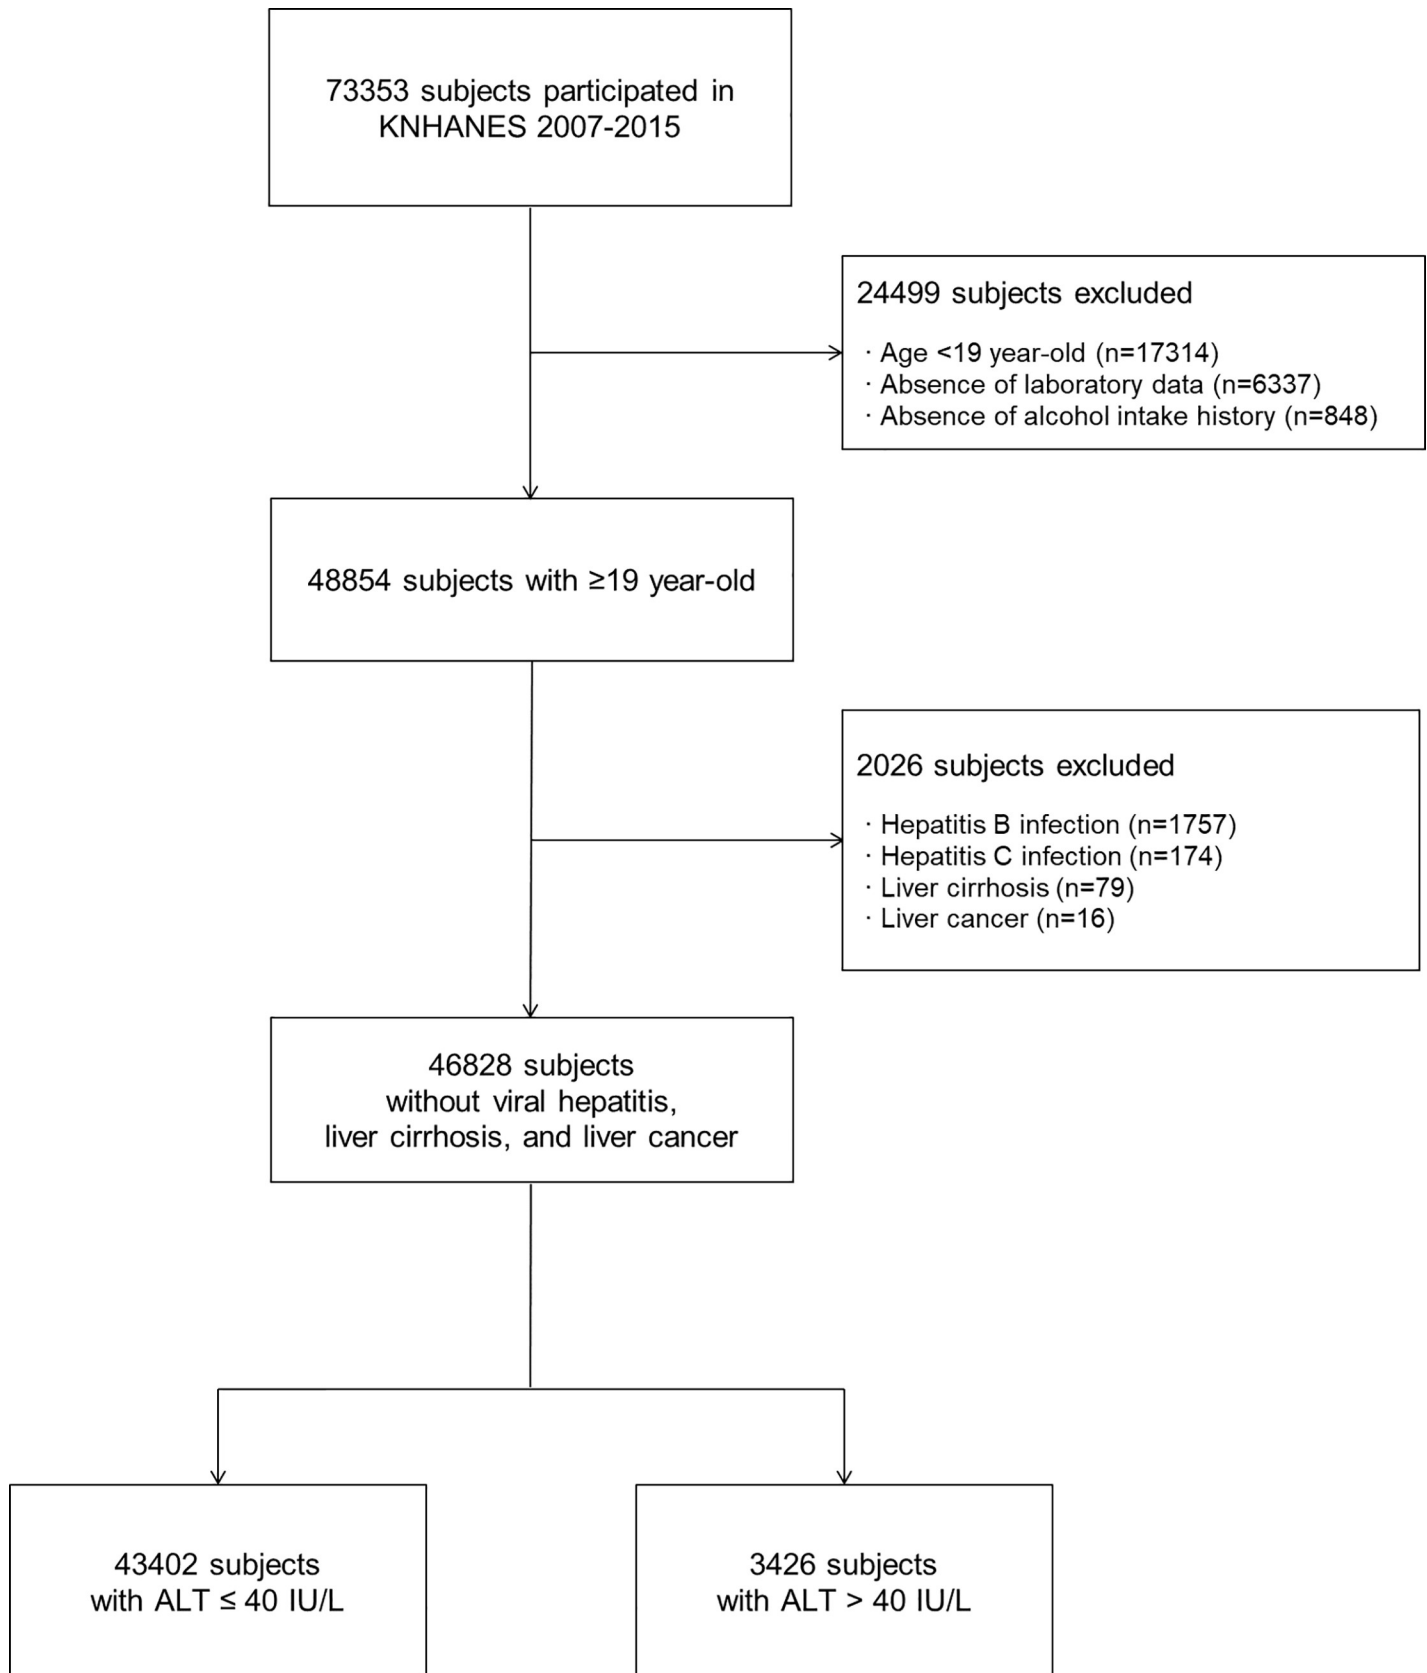 73353 subjects participated in
KNHANES 2007-2015
24499 subjects excluded
· Age <19 year-old (n=17314)
· Absence of laboratory data (n=6337)
· Absence of alcohol intake history (n=848)
48854 subjects with ≥19 year-old
2026 subjects excluded
· Hepatitis B infection (n=1757)
· Hepatitis C infection (n=174)
· Liver cirrhosis (n=79)
· Liver cancer (n=16)
46828 subjects
without viral hepatitis,
liver cirrhosis, and liver cancer
43402 subjects
with ALT ≤ 40 IU/L
3426 subjects
with ALT > 40 IU/L